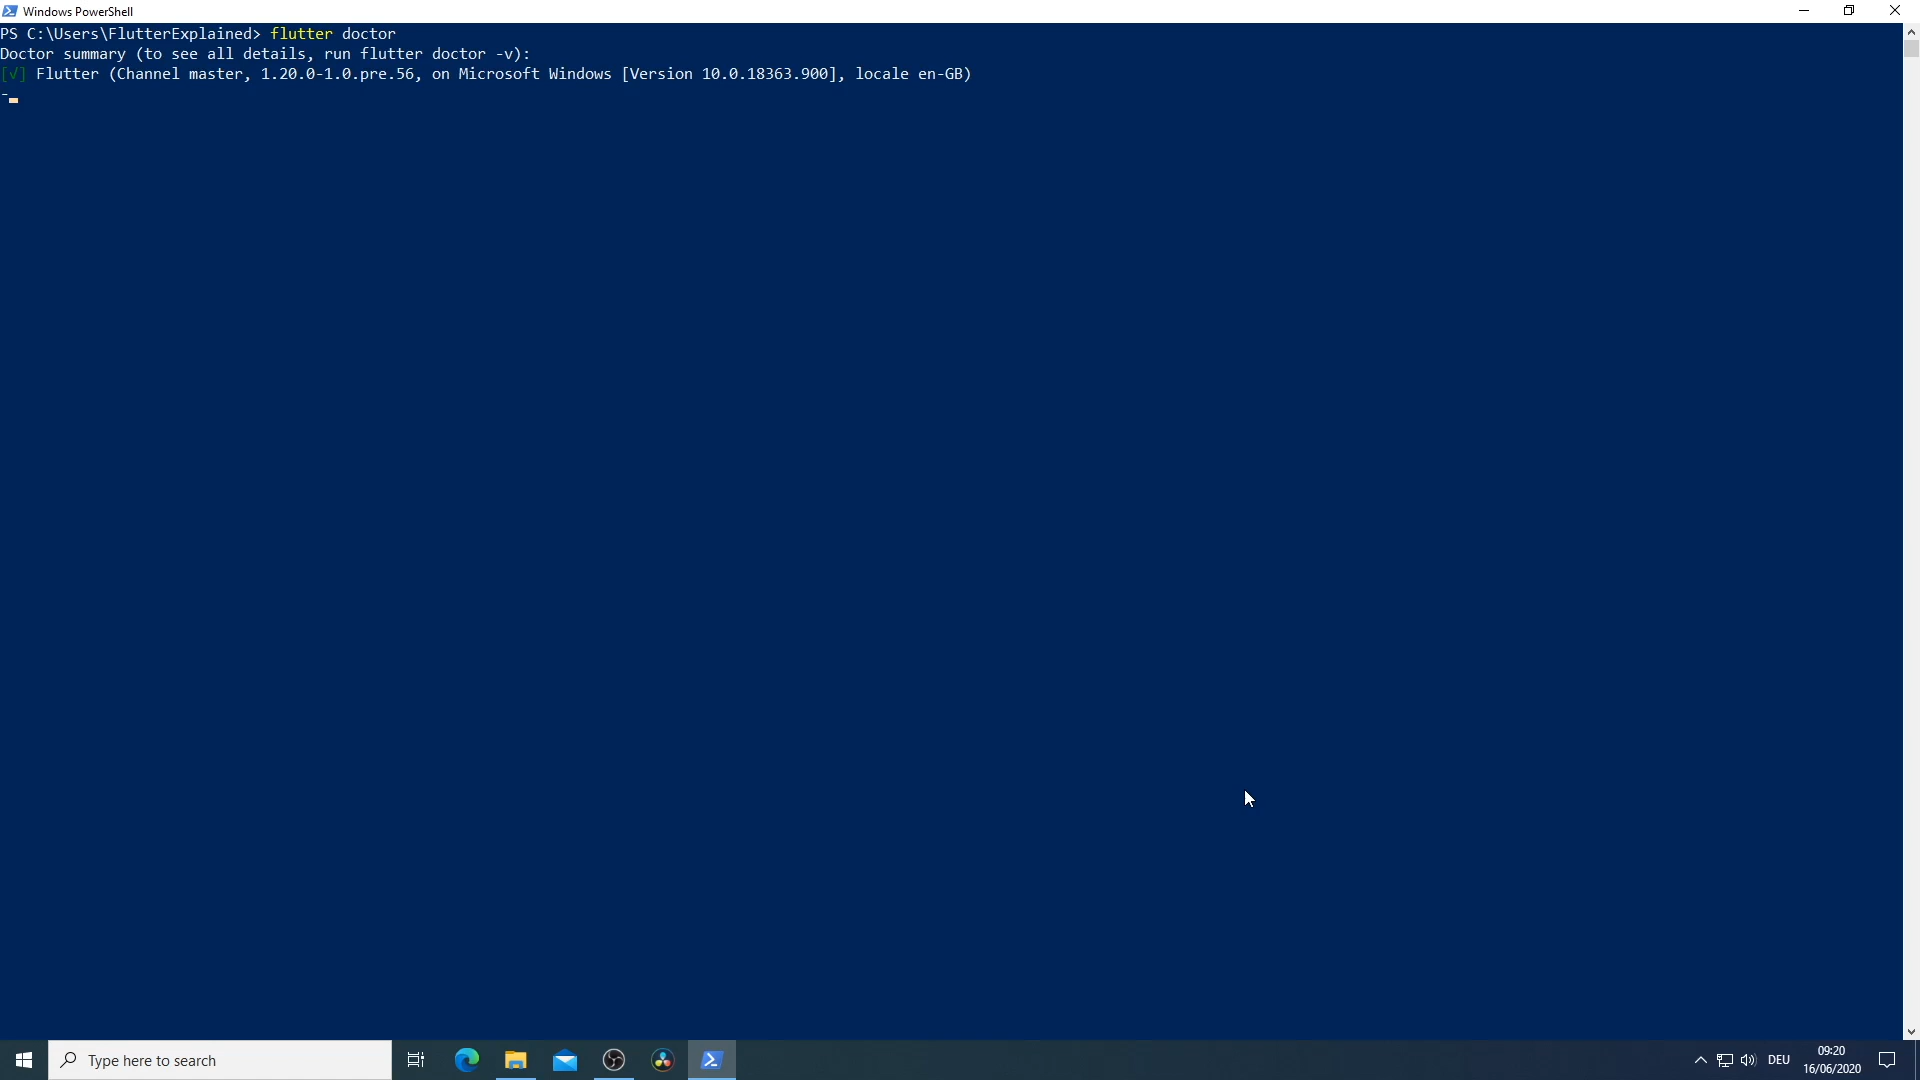 Windows PowerShell
PS C:\Users\FlutterExplained> flutter doctor
Doctor summary (to see all details, run flutter doctor -v):
[√] Flutter (Channel master, 1.20.0-1.0.pre.56, on Microsoft Windows [Version 10.0.18363.900], locale en-GB)
-
Type here to search
DEU
09:20
16/06/2020